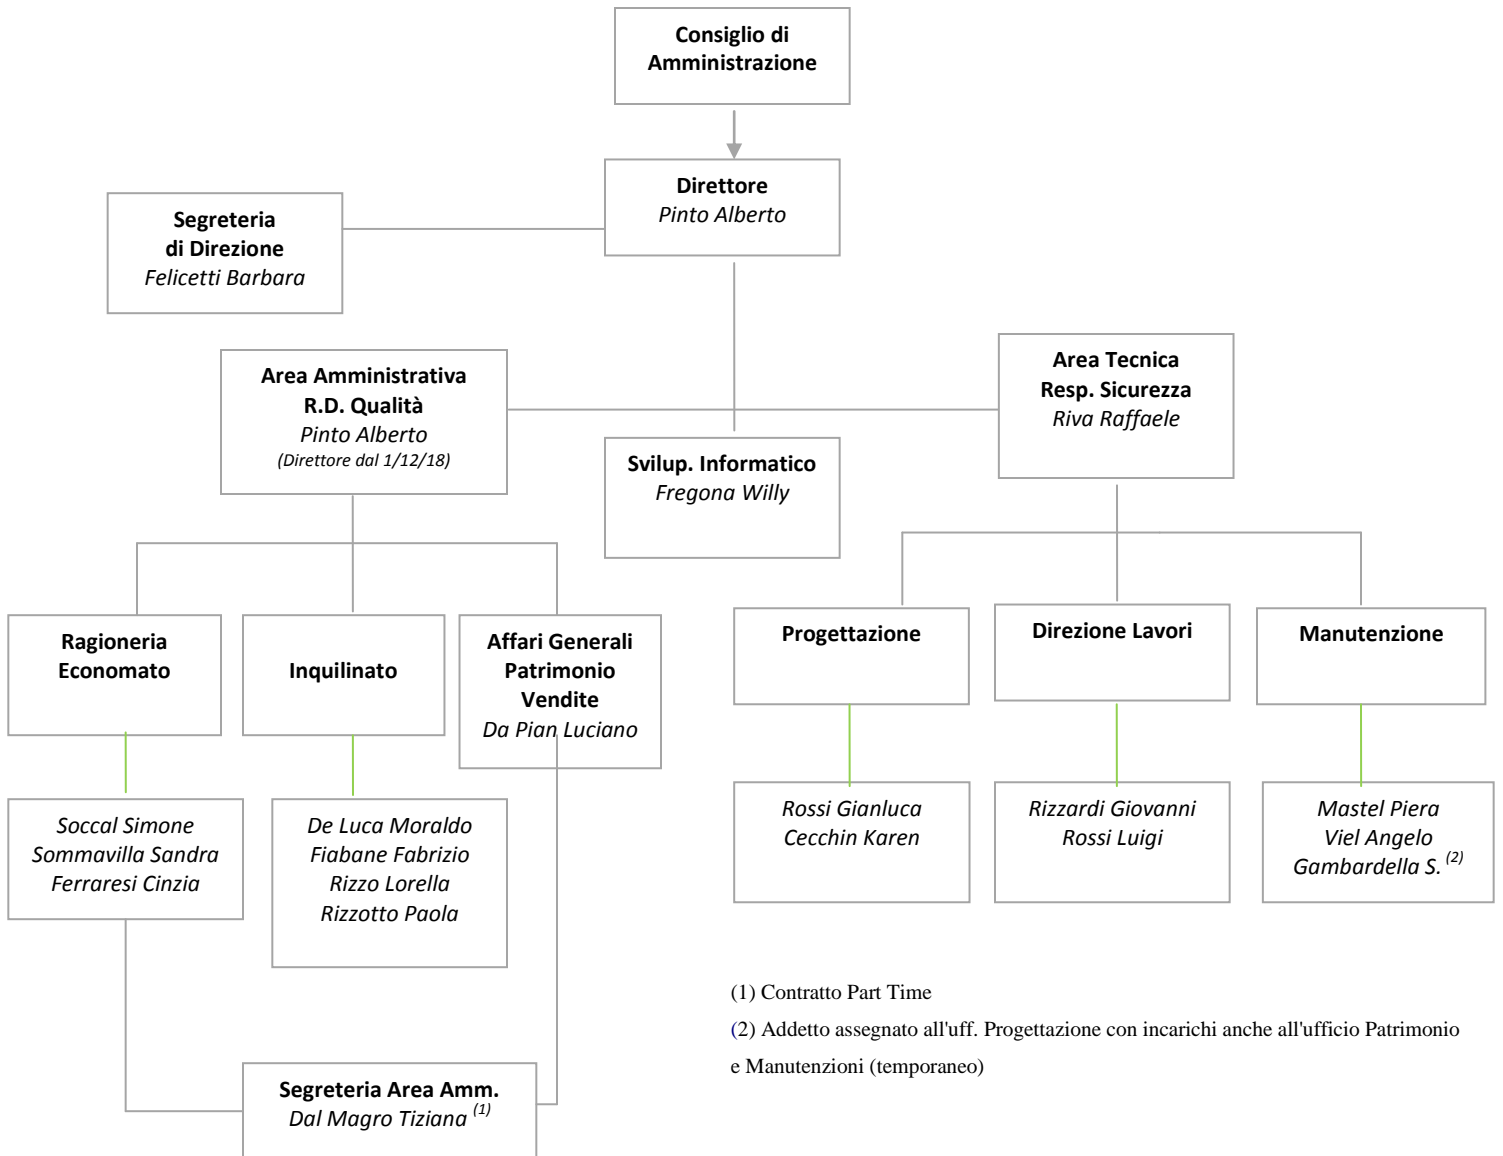 Consiglio di
Amministrazione
Direttore
Pinto Alberto
Segreteria
di Direzione
Felicetti Barbara
Area Amministrativa
R.D. Qualità
Pinto Alberto
(Direttore dal 1/12/18)
Svilup. Informatico
Fregona Willy
Area Tecnica
Resp. Sicurezza
Riva Raffaele
Ragioneria
Economato
Inquilinato
Affari Generali
Patrimonio
Vendite
Da Pian Luciano
Progettazione
Direzione Lavori
Manutenzione
Soccal Simone
Sommavilla Sandra
Ferraresi Cinzia
De Luca Moraldo
Fiabane Fabrizio
Rizzo Lorella
Rizzotto Paola
Rossi Gianluca
Cecchin Karen
Rizzardi Giovanni
Rossi Luigi
Mastel Piera
Viel Angelo
Gambardella S. (2)
Segreteria Area Amm.
Dal Magro Tiziana (1)
(1) Contratto Part Time
(2) Addetto assegnato all'uff. Progettazione con incarichi anche all'ufficio Patrimonio
e Manutenzioni (temporaneo)